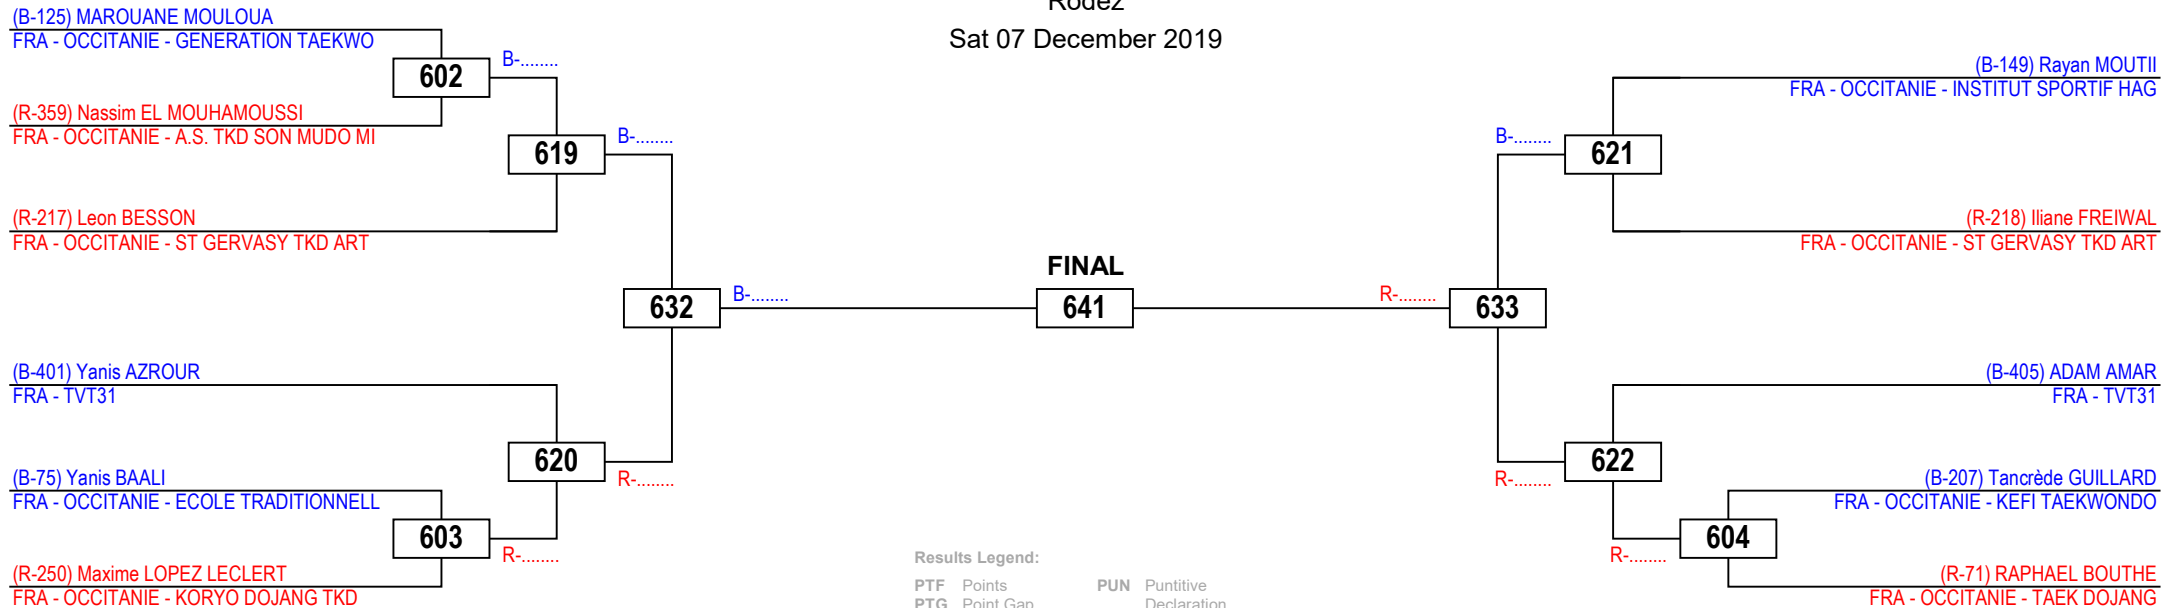 Rodez
Sat 07 December 2019
(B-125) MAROUANE MOULOUA
FRA - OCCITANIE - GENERATION TAEKWO
602
B-........
(R-359) Nassim EL MOUHAMOUSSI
FRA - OCCITANIE - A.S. TKD SON MUDO MI
619
B-........
(R-217) Leon BESSON
FRA - OCCITANIE - ST GERVASY TKD ART
632
B-........
(B-401) Yanis AZROUR
FRA - TVT31
620
R-........
(B-75) Yanis BAALI
FRA - OCCITANIE - ECOLE TRADITIONNELL
603
R-........
(R-250) Maxime LOPEZ LECLERT
FRA - OCCITANIE - KORYO DOJANG TKD
FINAL
641
(B-149) Rayan MOUTII
FRA - OCCITANIE - INSTITUT SPORTIF HAG
B-........
621
(R-218) Iliane FREIWAL
FRA - OCCITANIE - ST GERVASY TKD ART
R-........
633
(B-405) ADAM AMAR
FRA - TVT31
R-........
622
(B-207) Tancrède GUILLARD
FRA - OCCITANIE - KEFI TAEKWONDO
R-........
604
(R-71) RAPHAEL BOUTHE
FRA - OCCITANIE - TAEK DOJANG
Results Legend:
PTF Points PUN Puntitive
PTG Point Gap Declaration